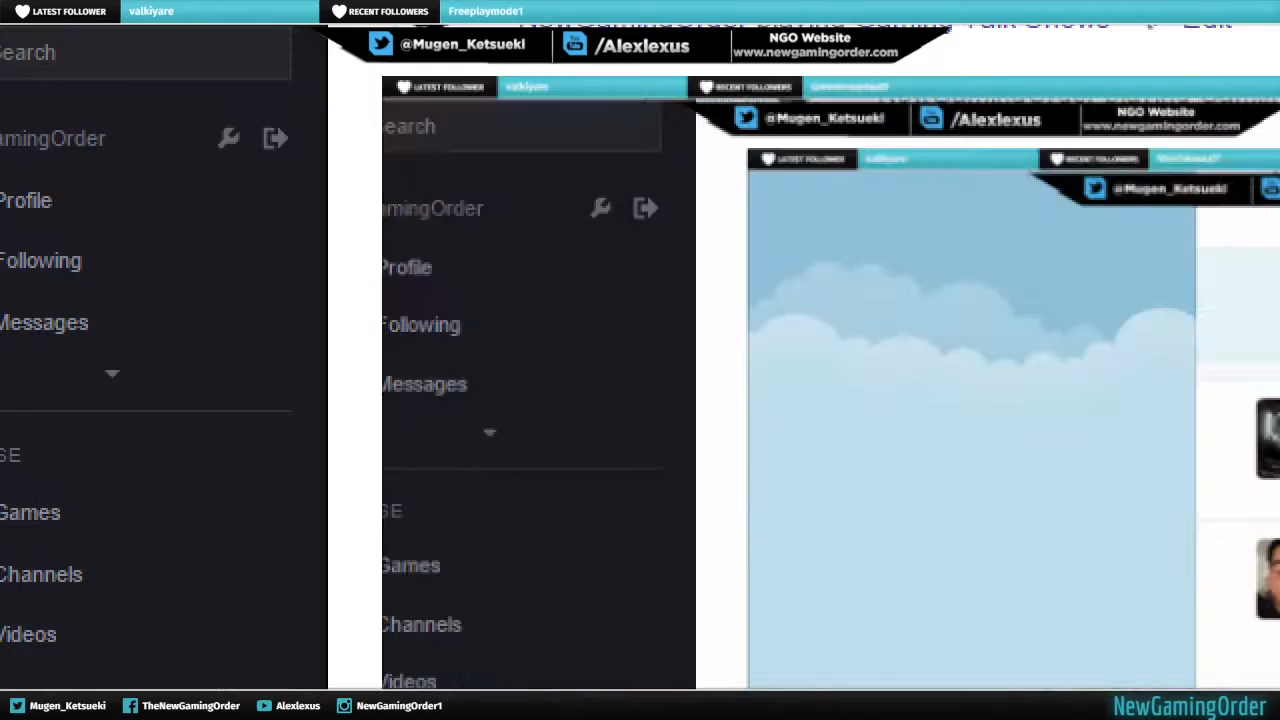 LATEST FOLLOWER valkiyare RECENT FOLLOWERS Freeplaymode1
@Mugen_Ketsueki /Alexlexus NGO Website
www.newgamingorder.com
earch
amingOrder
Profile
Following
Messages
SE
Games
Channels
Videos
LATEST FOLLOWER valkiyare RECENT FOLLOWERS
@Mugen_Ketsueki /Alexlexus NGO Website
www.newgamingorder.com
earch
amingOrder
Profile
Following
Messages
SE
Games
Channels
Videos
LATEST FOLLOWER valkiyare RECENT FOLLOWERS
@Mugen_Ketsueki
Mugen_Ketsueki TheNewGamingOrder Alexlexus NewGamingOrder1 NewGamingOrder